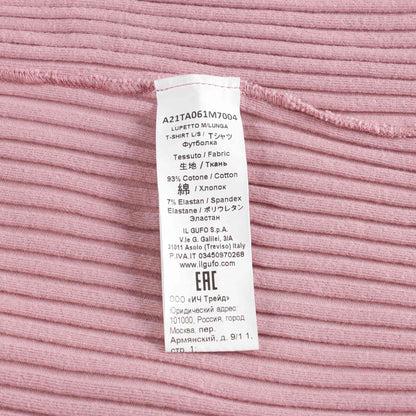 A21TA061M7004
LUPETTO M/LUNGA
T-SHIRT L/S / Tシャツ
Футболка
Tessuto / Fabric
生地 / Ткань
93% Cotone / Cotton
綿 / Хлопок
7% Elastan / Spandex
Elastane / ポリウレタン
Эластан
IL GUFO S.p.A.
V.le G. Galilei, 3/A
31011 Asolo (Treviso) Italy
P.IVA.IT 03450970268
www.ilgufo.com
EAC
ООО «ИЧ Трейд»
Юридический адрес
101000, Россия, город
Москва, пер.
Армянский, д. 9/1 1,
стр. 1.